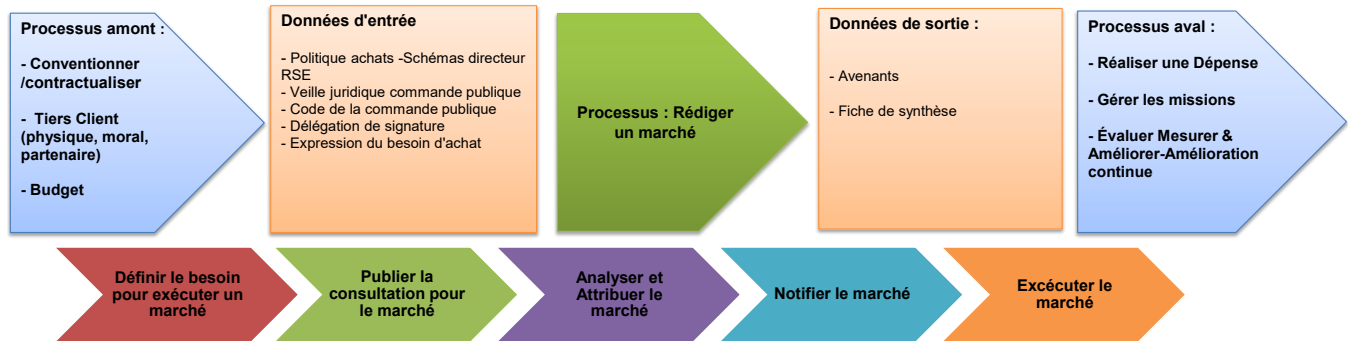 Processus amont :
- Conventionner
/contractualiser
- Tiers Client
(physique, moral,
partenaire)
- Budget
Données d'entrée
- Politique achats -Schémas directeur
RSE
- Veille juridique commande publique
- Code de la commande publique
- Délégation de signature
- Expression du besoin d'achat
Processus : Rédiger
un marché
Données de sortie :
- Avenants
- Fiche de synthèse
Processus aval :
- Réaliser une Dépense
- Gérer les missions
- Évaluer Mesurer &
Améliorer-Amélioration
continue
Définir le besoin
pour exécuter un
marché
Publier la
consultation pour
le marché
Analyser et
Attribuer le
marché
Notifier le marché
Excécuter le
marché